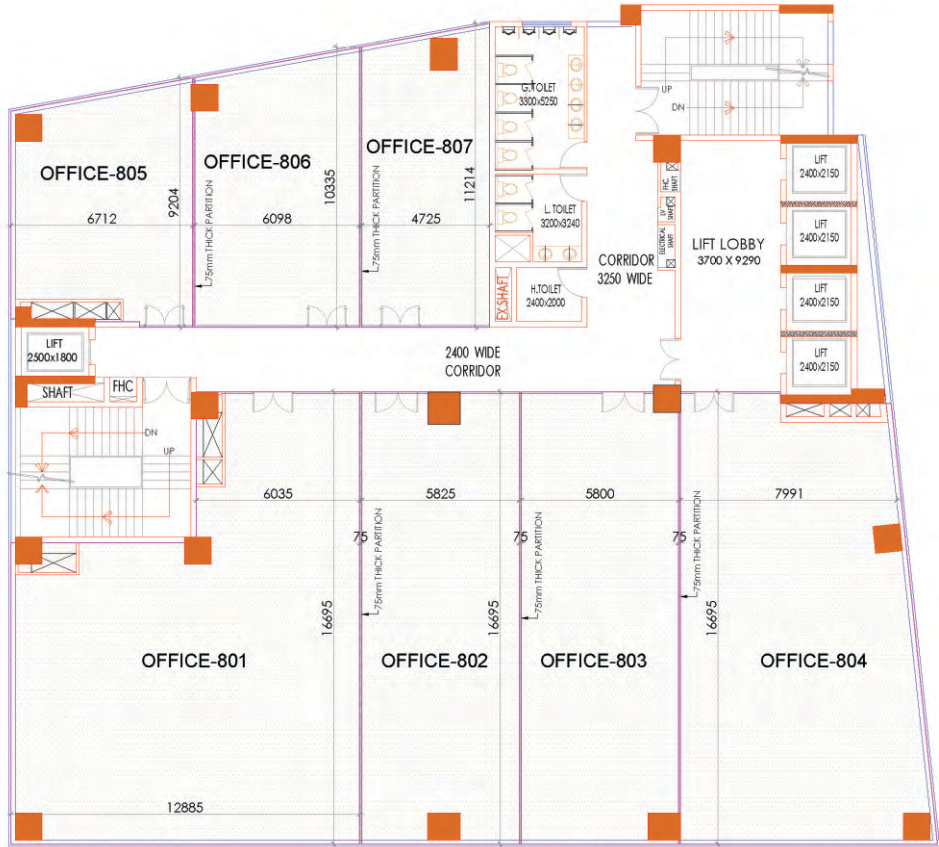 UP
DN
G.TOILET
3300x5250
OFFICE-805
OFFICE-806
OFFICE-807
9204
10335
11214
6712
6098
4725
75mm THICK PARTITION
75mm THICK PARTITION
L.TOILET
3200x3240
H.TOILET
2400x2000
EX.SHAFT
FHC
SHAFT
LV
SHAFT
ELECTRICAL
SHAFT
CORRIDOR
3250 WIDE
LIFT LOBBY
3700 X 9290
LIFT
2400x2150
LIFT
2400x2150
LIFT
2400x2150
LIFT
2400x2150
LIFT
2500x1800
2400 WIDE
CORRIDOR
SHAFT
FHC
DN
UP
6035
5825
5800
7991
75
75
75
75mm THICK PARTITION
75mm THICK PARTITION
75mm THICK PARTITION
16695
16695
16695
OFFICE-801
OFFICE-802
OFFICE-803
OFFICE-804
12885